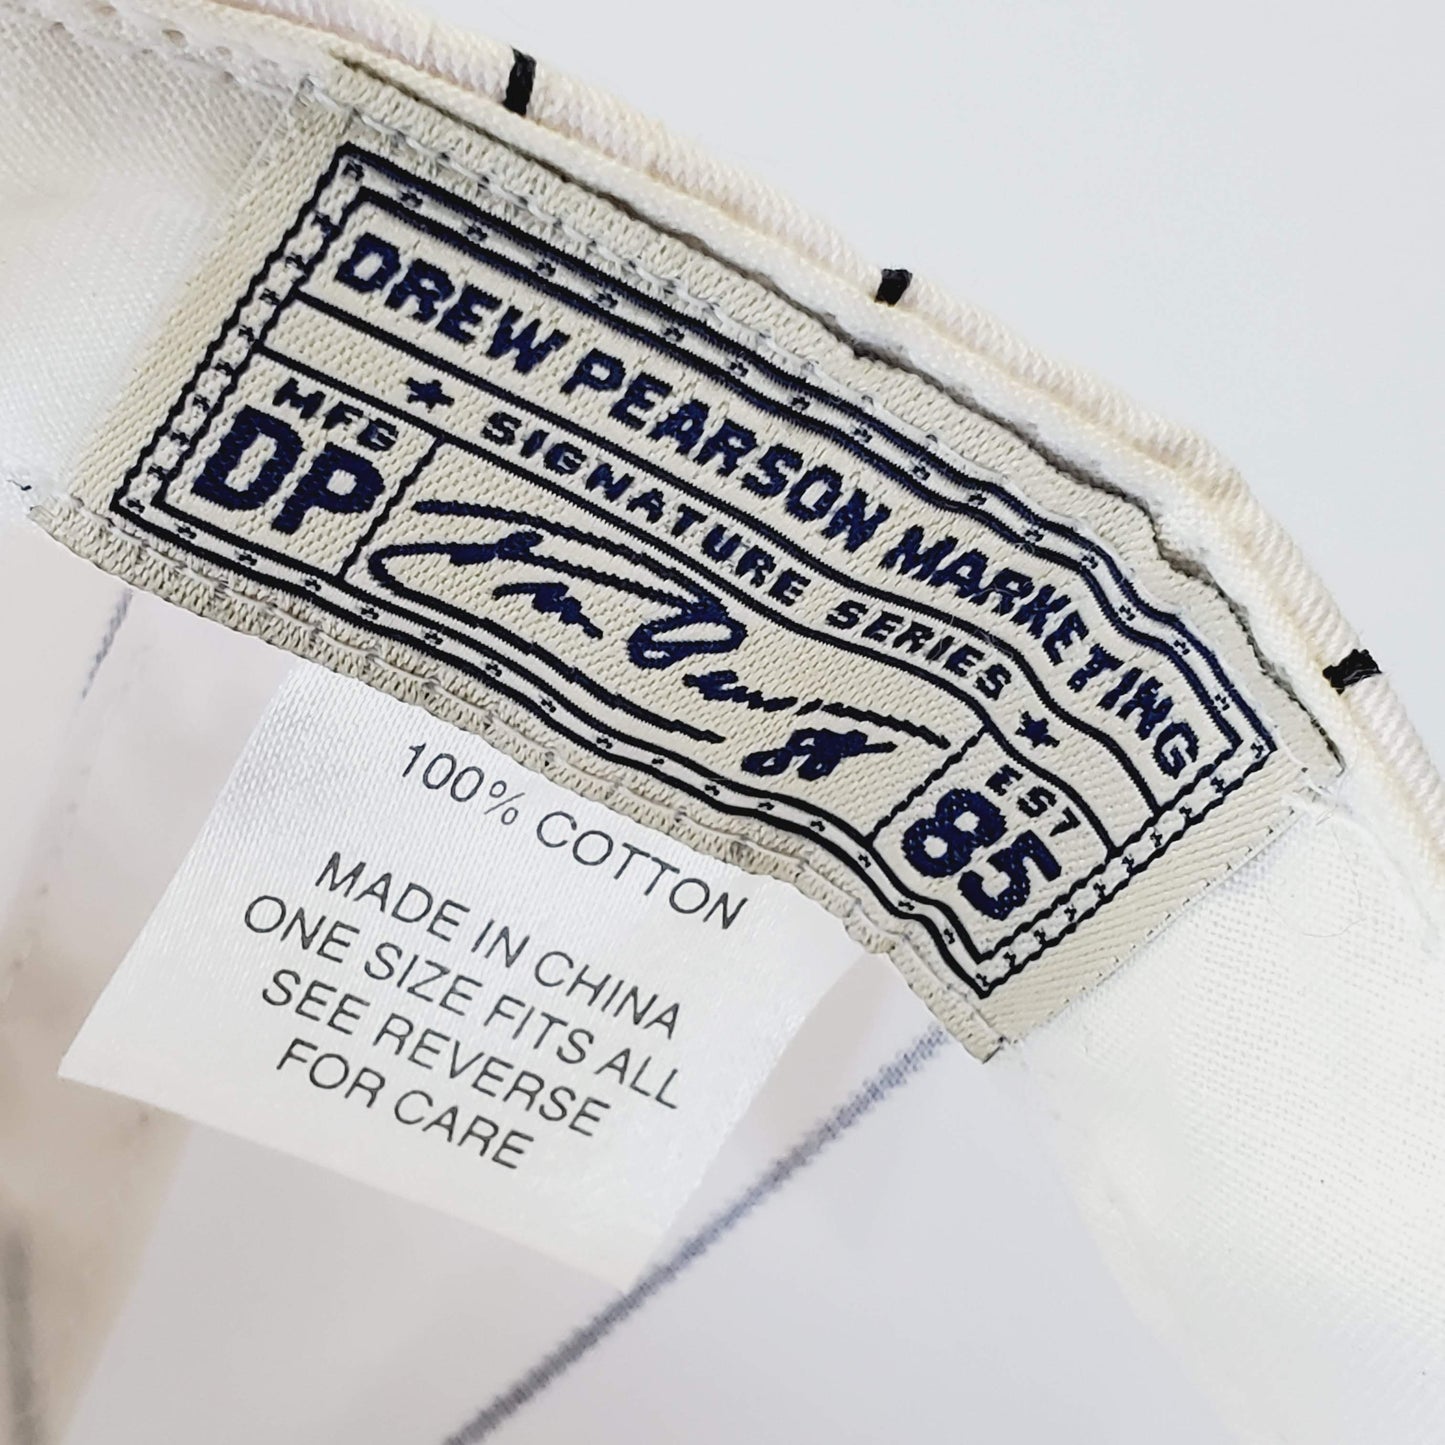 DREW PEARSON MARKETING
★ SIGNATURE SERIES ★
MFG
DP
88
EST
85
100% COTTON
MADE IN CHINA
ONE SIZE FITS ALL
SEE REVERSE
FOR CARE